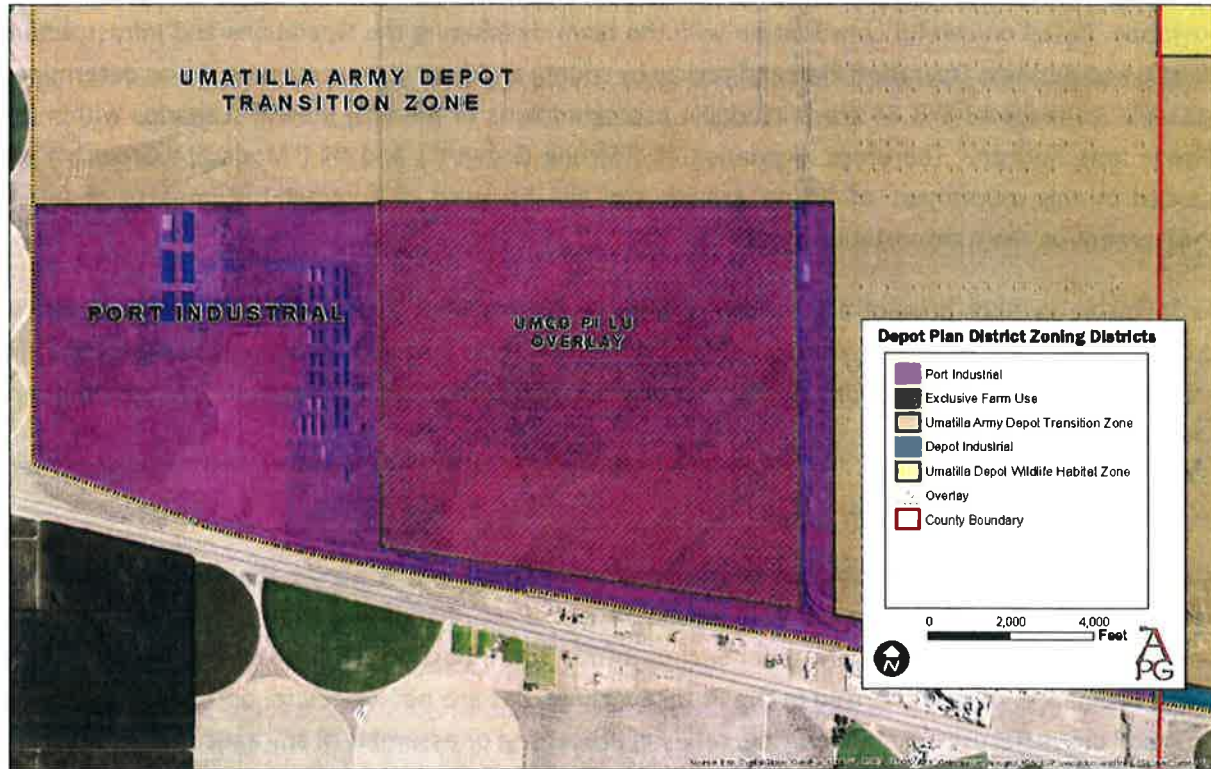 UMATILLA ARMY DEPOT
TRANSITION ZONE
PORT INDUSTRIAL
UMCD PI LU
OVERLAY
Depot Plan District Zoning Districts
Port Industrial
Exclusive Farm Use
Umatilla Army Depot Transition Zone
Depot Industrial
Umatilla Depot Wildlife Habitat Zone
Overlay
County Boundary
0 2,000 4,000
Feet
N
APG